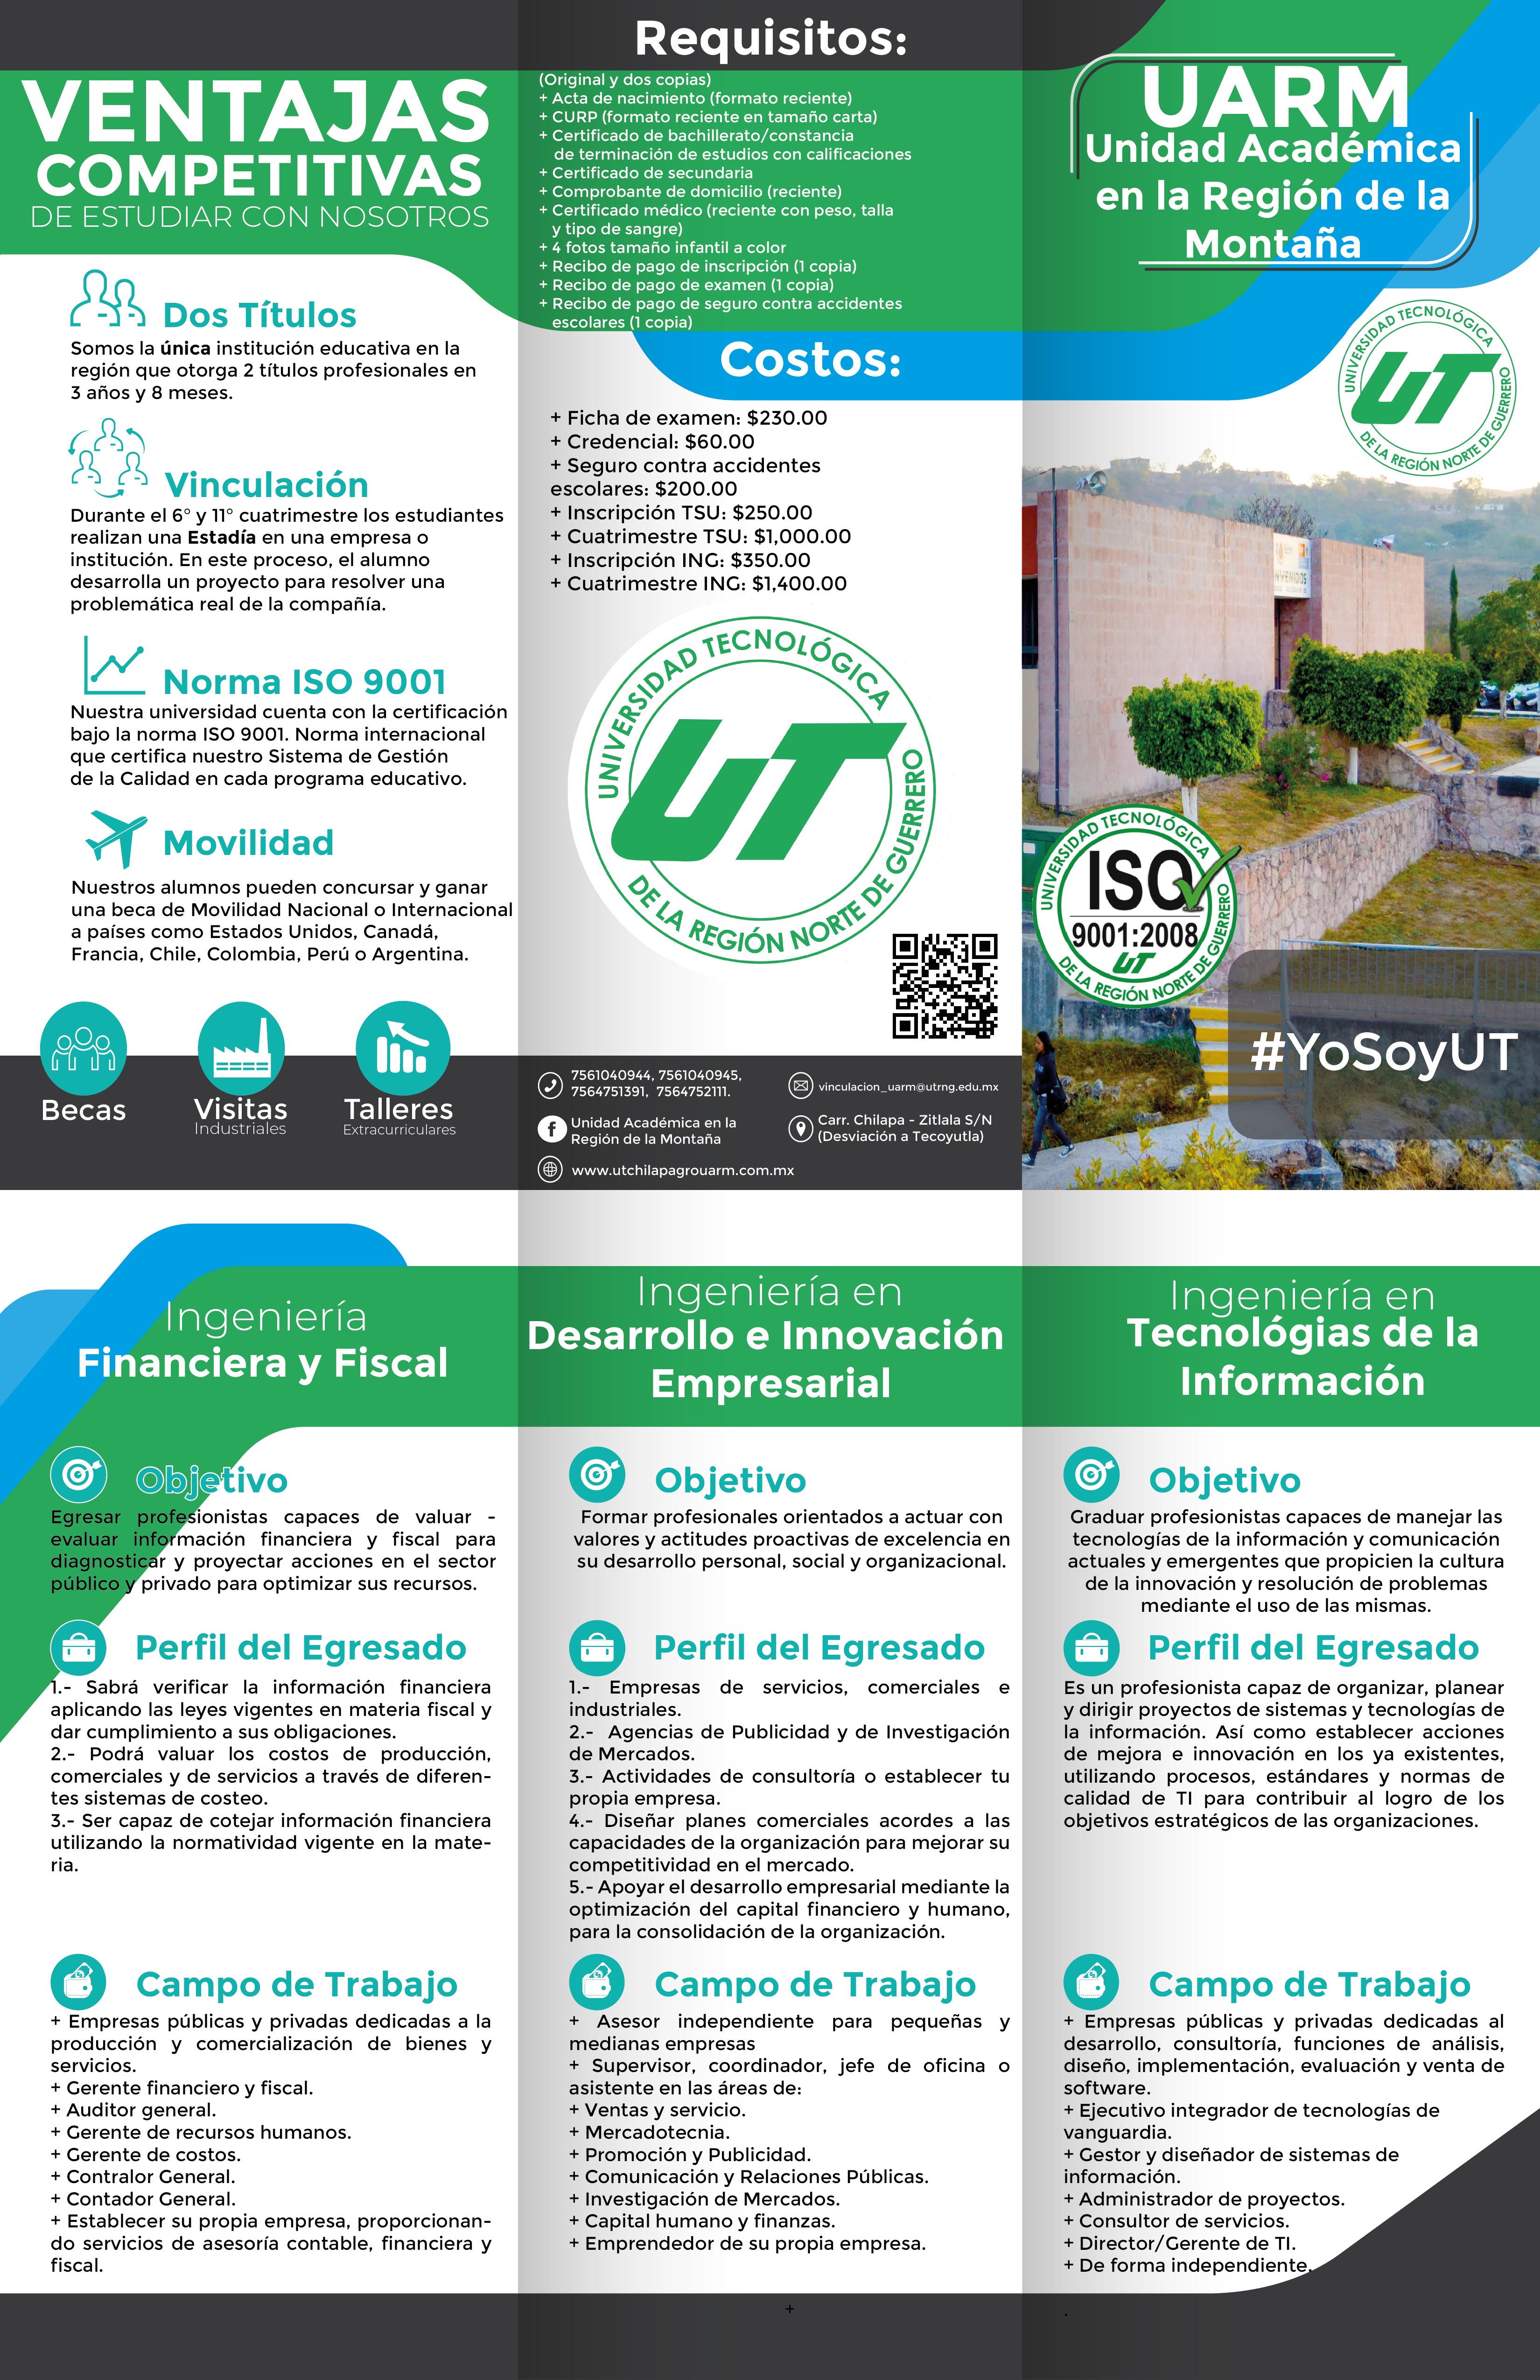 VENTAJAS
COMPETITIVAS
DE ESTUDIAR CON NOSOTROS
Dos Títulos
Somos la única institución educativa en la
región que otorga 2 títulos profesionales en
3 años y 8 meses.
Vinculación
Durante el 6° y 11° cuatrimestre los estudiantes
realizan una Estadía en una empresa o
institución. En este proceso, el alumno
desarrolla un proyecto para resolver una
problemática real de la compañía.
Norma ISO 9001
Nuestra universidad cuenta con la certificación
bajo la norma ISO 9001. Norma internacional
que certifica nuestro Sistema de Gestión
de la Calidad en cada programa educativo.
Movilidad
Nuestros alumnos pueden concursar y ganar
una beca de Movilidad Nacional o Internacional
a países como Estados Unidos, Canadá,
Francia, Chile, Colombia, Perú o Argentina.
Becas
Visitas
Industriales
Talleres
Extracurriculares
Requisitos:
(Original y dos copias)
+ Acta de nacimiento (formato reciente)
+ CURP (formato reciente en tamaño carta)
+ Certificado de bachillerato/constancia
de terminación de estudios con calificaciones
+ Certificado de secundaria
+ Comprobante de domicilio (reciente)
+ Certificado médico (reciente con peso, talla
y tipo de sangre)
+ 4 fotos tamaño infantil a color
+ Recibo de pago de inscripción (1 copia)
+ Recibo de pago de examen (1 copia)
+ Recibo de pago de seguro contra accidentes
escolares (1 copia)
Costos:
+ Ficha de examen: $230.00
+ Credencial: $60.00
+ Seguro contra accidentes
escolares: $200.00
+ Inscripción TSU: $250.00
+ Cuatrimestre TSU: $1,000.00
+ Inscripción ING: $350.00
+ Cuatrimestre ING: $1,400.00
UNIVERSIDAD TECNOLÓGICA
UT
DE LA REGIÓN NORTE DE GUERRERO
7561040944, 7561040945,
7564751391, 7564752111.
vinculacion_uarm@utrng.edu.mx
Unidad Académica en la
Región de la Montaña
Carr. Chilapa - Zitlala S/N
(Desviación a Tecoyutla)
www.utchilapagrouarm.com.mx
UARM
Unidad Académica
en la Región de la
Montaña
UNIVERSIDAD TECNOLÓGICA
UT
DE LA REGIÓN NORTE DE GUERRERO
UNIVERSIDAD TECNOLÓGICA
ISO
9001:2008
UT
DE LA REGIÓN NORTE DE GUERRERO
#YoSoyUT
Ingeniería
Financiera y Fiscal
Objetivo
Egresar profesionistas capaces de valuar -
evaluar información financiera y fiscal para
diagnosticar y proyectar acciones en el sector
público y privado para optimizar sus recursos.
Perfil del Egresado
1.- Sabrá verificar la información financiera
aplicando las leyes vigentes en materia fiscal y
dar cumplimiento a sus obligaciones.
2.- Podrá valuar los costos de producción,
comerciales y de servicios a través de diferen-
tes sistemas de costeo.
3.- Ser capaz de cotejar información financiera
utilizando la normatividad vigente en la mate-
ria.
Campo de Trabajo
+ Empresas públicas y privadas dedicadas a la
producción y comercialización de bienes y
servicios.
+ Gerente financiero y fiscal.
+ Auditor general.
+ Gerente de recursos humanos.
+ Gerente de costos.
+ Contralor General.
+ Contador General.
+ Establecer su propia empresa, proporcionan-
do servicios de asesoría contable, financiera y
fiscal.
Ingeniería en
Desarrollo e Innovación
Empresarial
Objetivo
Formar profesionales orientados a actuar con
valores y actitudes proactivas de excelencia en
su desarrollo personal, social y organizacional.
Perfil del Egresado
1.- Empresas de servicios, comerciales e
industriales.
2.- Agencias de Publicidad y de Investigación
de Mercados.
3.- Actividades de consultoría o establecer tu
propia empresa.
4.- Diseñar planes comerciales acordes a las
capacidades de la organización para mejorar su
competitividad en el mercado.
5.- Apoyar el desarrollo empresarial mediante la
optimización del capital financiero y humano,
para la consolidación de la organización.
Campo de Trabajo
+ Asesor independiente para pequeñas y
medianas empresas
+ Supervisor, coordinador, jefe de oficina o
asistente en las áreas de:
+ Ventas y servicio.
+ Mercadotecnia.
+ Promoción y Publicidad.
+ Comunicación y Relaciones Públicas.
+ Investigación de Mercados.
+ Capital humano y finanzas.
+ Emprendedor de su propia empresa.
+
Ingeniería en
Tecnológias de la
Información
Objetivo
Graduar profesionistas capaces de manejar las
tecnologías de la información y comunicación
actuales y emergentes que propicien la cultura
de la innovación y resolución de problemas
mediante el uso de las mismas.
Perfil del Egresado
Es un profesionista capaz de organizar, planear
y dirigir proyectos de sistemas y tecnologías de
la información. Así como establecer acciones
de mejora e innovación en los ya existentes,
utilizando procesos, estándares y normas de
calidad de TI para contribuir al logro de los
objetivos estratégicos de las organizaciones.
Campo de Trabajo
+ Empresas públicas y privadas dedicadas al
desarrollo, consultoría, funciones de análisis,
diseño, implementación, evaluación y venta de
software.
+ Ejecutivo integrador de tecnologías de
vanguardia.
+ Gestor y diseñador de sistemas de
información.
+ Administrador de proyectos.
+ Consultor de servicios.
+ Director/Gerente de TI.
+ De forma independiente.
.